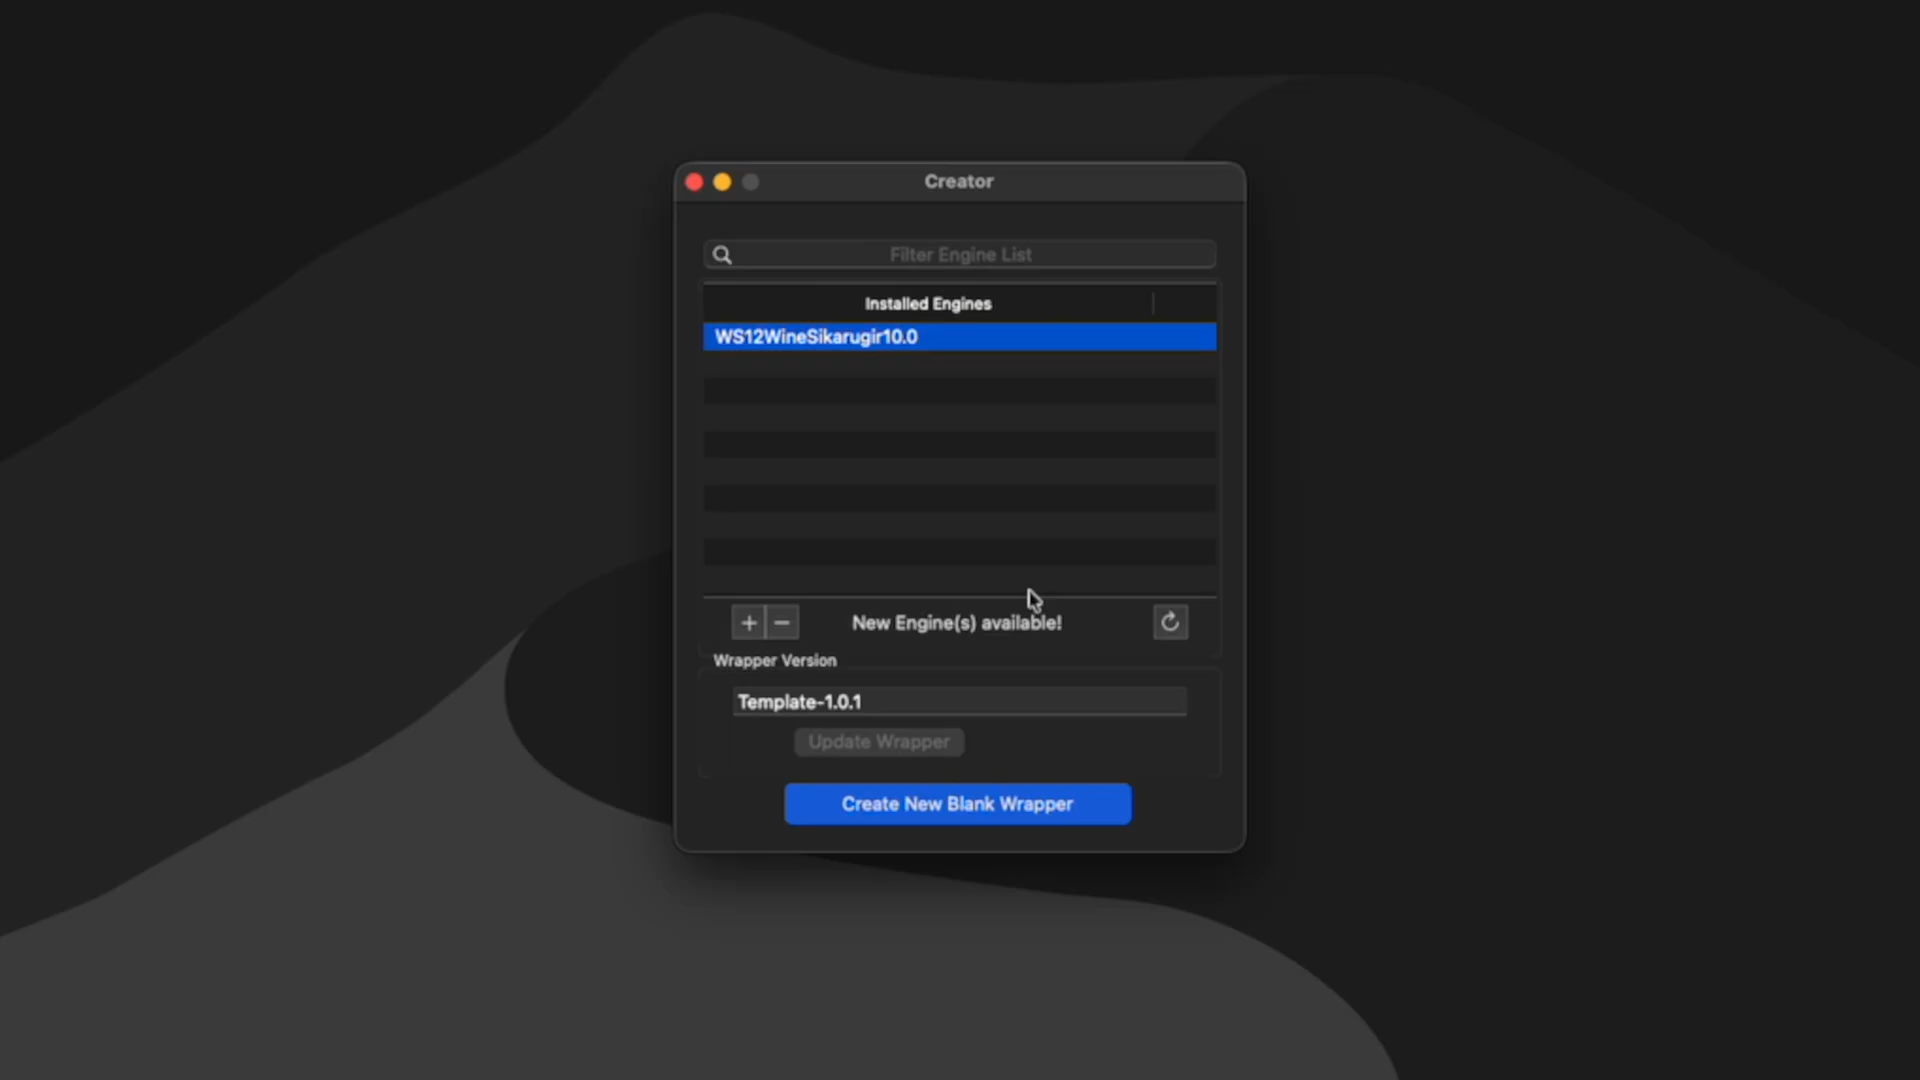 Creator
Filter Engine List
Installed Engines
WS12WineSikarugir10.0
New Engine(s) available!
Wrapper Version
Template-1.0.1
Update Wrapper
Create New Blank Wrapper